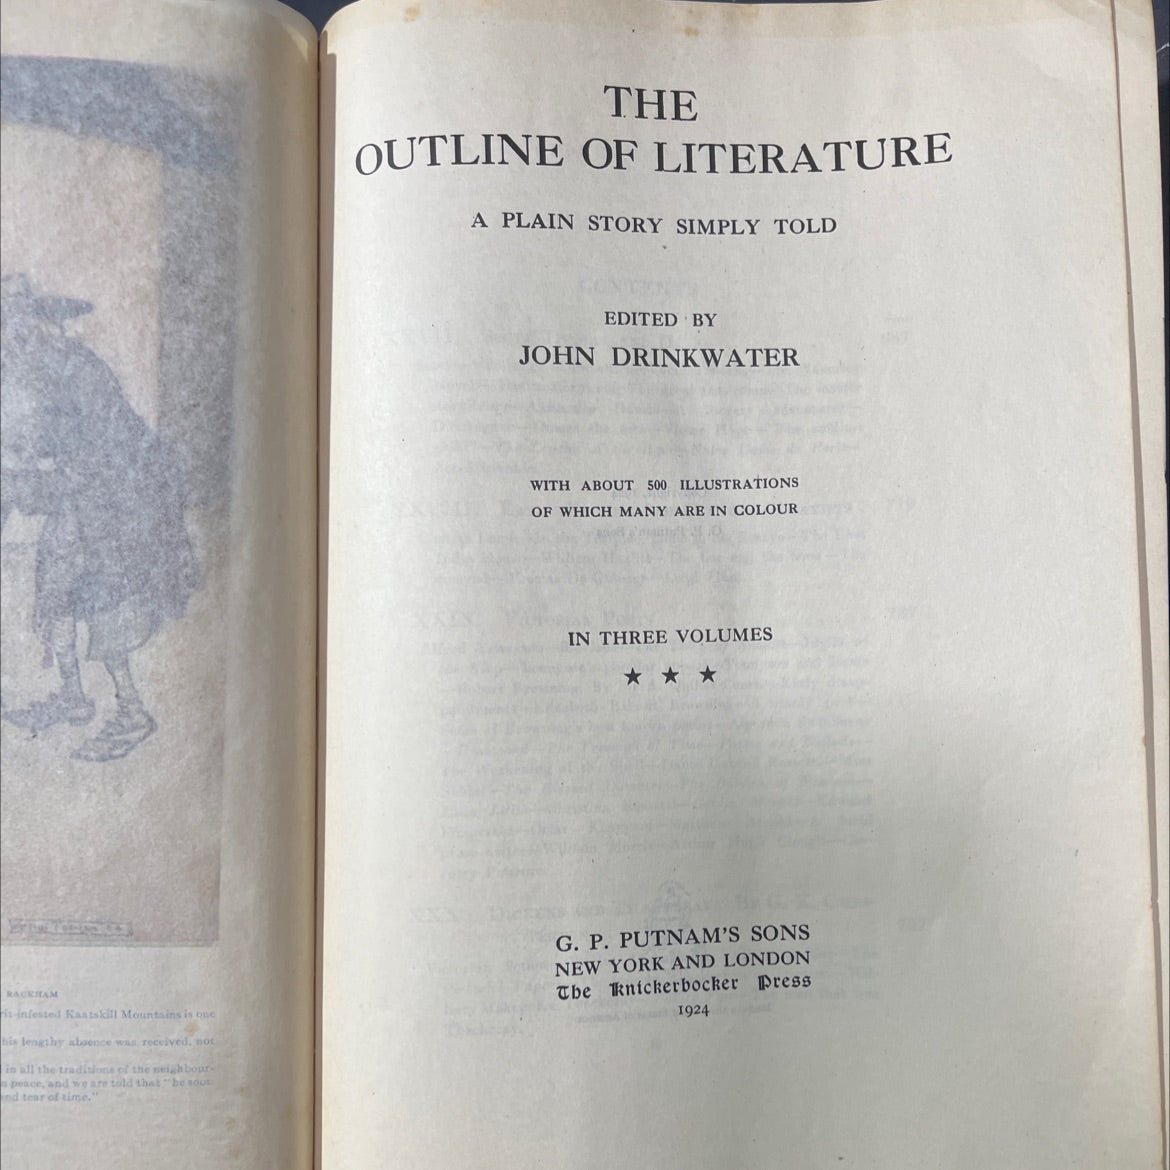 RACKHAM
rit-infested Kaatskill Mountains is one
his lengthy absence was received, not
in all the traditions of the neighbour-
peace, and we are told that "he soon
and tear of time."
THE
OUTLINE OF LITERATURE
A PLAIN STORY SIMPLY TOLD
EDITED BY
JOHN DRINKWATER
WITH ABOUT 500 ILLUSTRATIONS
OF WHICH MANY ARE IN COLOUR
IN THREE VOLUMES
★ ★ ★
G. P. PUTNAM'S SONS
NEW YORK AND LONDON
The Knickerbocker Press
1924